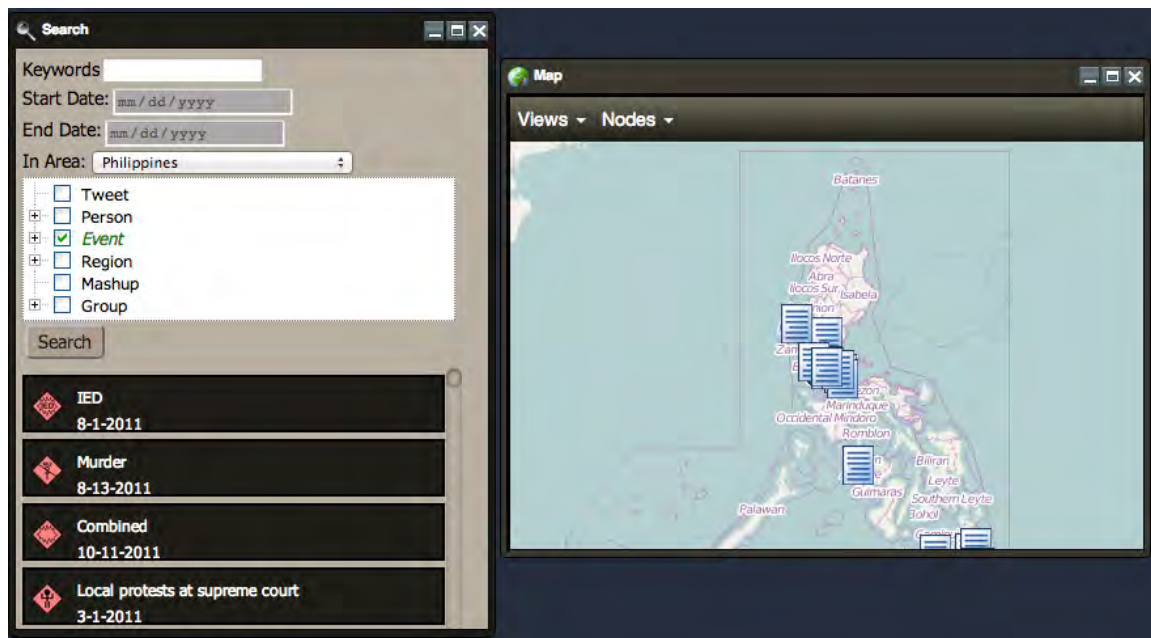 Search
Keywords
Start Date: mm/dd/yyyy
End Date: mm/dd/yyyy
In Area: Philippines
Tweet
Person
Event
Region
Mashup
Group
Search
IED
8-1-2011
Murder
8-13-2011
Combined
10-11-2011
Local protests at supreme court
3-1-2011
Map
Views Nodes
Batanes
Ilocos Norte
Abra
Ilocos Sur
Isabela
Marinduque
Occidental Mindoro
Romblon
Biliran
Leyte
Guimaras
Southern Leyte
Bohol
Palawan